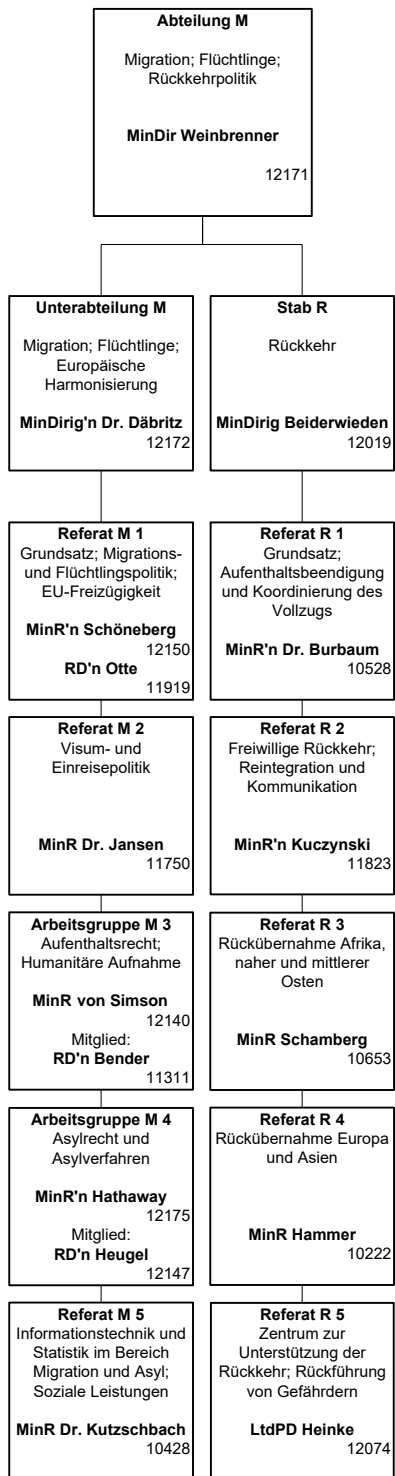 Abteilung M
Migration; Flüchtlinge;
Rückkehrpolitik
MinDir Weinbrenner
12171
Unterabteilung M
Migration; Flüchtlinge;
Europäische
Harmonisierung
MinDirig'n Dr. Däbritz
12172
Stab R
Rückkehr
MinDirig Beiderwieden
12019
Referat M 1
Grundsatz; Migrations-
und Flüchtlingspolitik;
EU-Freizügigkeit
MinR'n Schöneberg
12150
RD'n Otte
11919
Referat R 1
Grundsatz;
Aufenthaltsbeendigung
und Koordinierung des
Vollzugs
MinR'n Dr. Burbaum
10528
Referat M 2
Visum- und
Einreisepolitik
MinR Dr. Jansen
11750
Referat R 2
Freiwillige Rückkehr;
Reintegration und
Kommunikation
MinR'n Kuczynski
11823
Arbeitsgruppe M 3
Aufenthaltsrecht;
Humanitäre Aufnahme
MinR von Simson
12140
Mitglied:
RD'n Bender
11311
Referat R 3
Rückübernahme Afrika,
naher und mittlerer
Osten
MinR Schamberg
10653
Arbeitsgruppe M 4
Asylrecht und
Asylverfahren
MinR'n Hathaway
12175
Mitglied:
RD'n Heugel
12147
Referat R 4
Rückübernahme Europa
und Asien
MinR Hammer
10222
Referat M 5
Informationstechnik und
Statistik im Bereich
Migration und Asyl;
Soziale Leistungen
MinR Dr. Kutzschbach
10428
Referat R 5
Zentrum zur
Unterstützung der
Rückkehr; Rückführung
von Gefährdern
LtdPD Heinke
12074